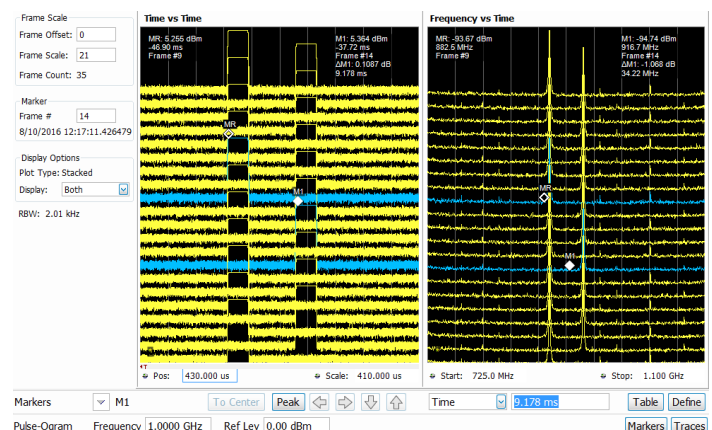 Frame Scale
Frame Offset: 0
Frame Scale: 21
Frame Count: 35
Marker
Frame # 14
8/10/2016 12:17:11.426479
Display Options
Plot Type: Stacked
Display: Both
RBW: 2.01 kHz
Time vs Time
MR: 5.255 dBm
-46.90 ms
Frame #9
M1: 5.364 dBm
-37.72 ms
Frame #14
ΔM1: 0.1087 dB
9.178 ms
MR
M1
Pos: 430.000 us
Scale: 410.000 us
Frequency vs Time
MR: -93.67 dBm
882.5 MHz
Frame #9
M1: -94.74 dBm
916.7 MHz
Frame #14
ΔM1: -1.068 dB
34.22 MHz
MR
M1
Start: 725.0 MHz
Stop: 1.100 GHz
Markers M1 To Center Peak Time 9.178 ms Table Define
Pulse-Ogram Frequency 1.0000 GHz Ref Lev 0.00 dBm Markers Traces